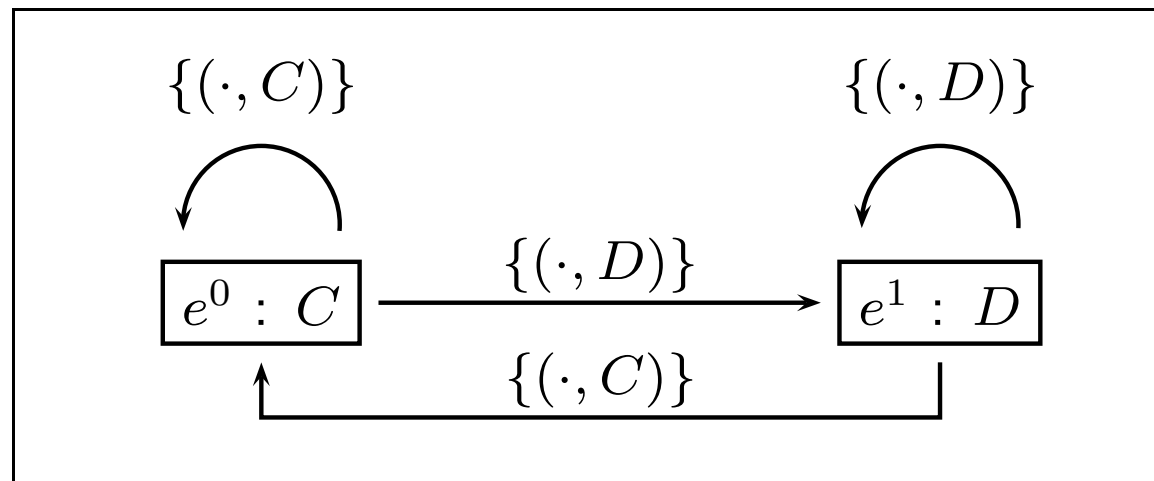 {(·, C)} {(·, D)}
{(·, D)}
e⁰ : C e¹ : D
{(·, C)}